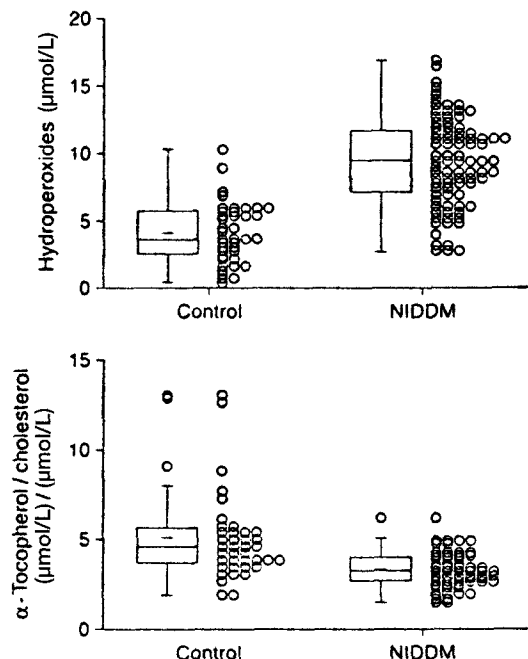 Hydroperoxides (μmol/L)
20
15
10
5
0
Control
NIDDM
α-Tocopherol / cholesterol
(μmol/L) / (μmol/L)
15
10
5
0
Control
NIDDM